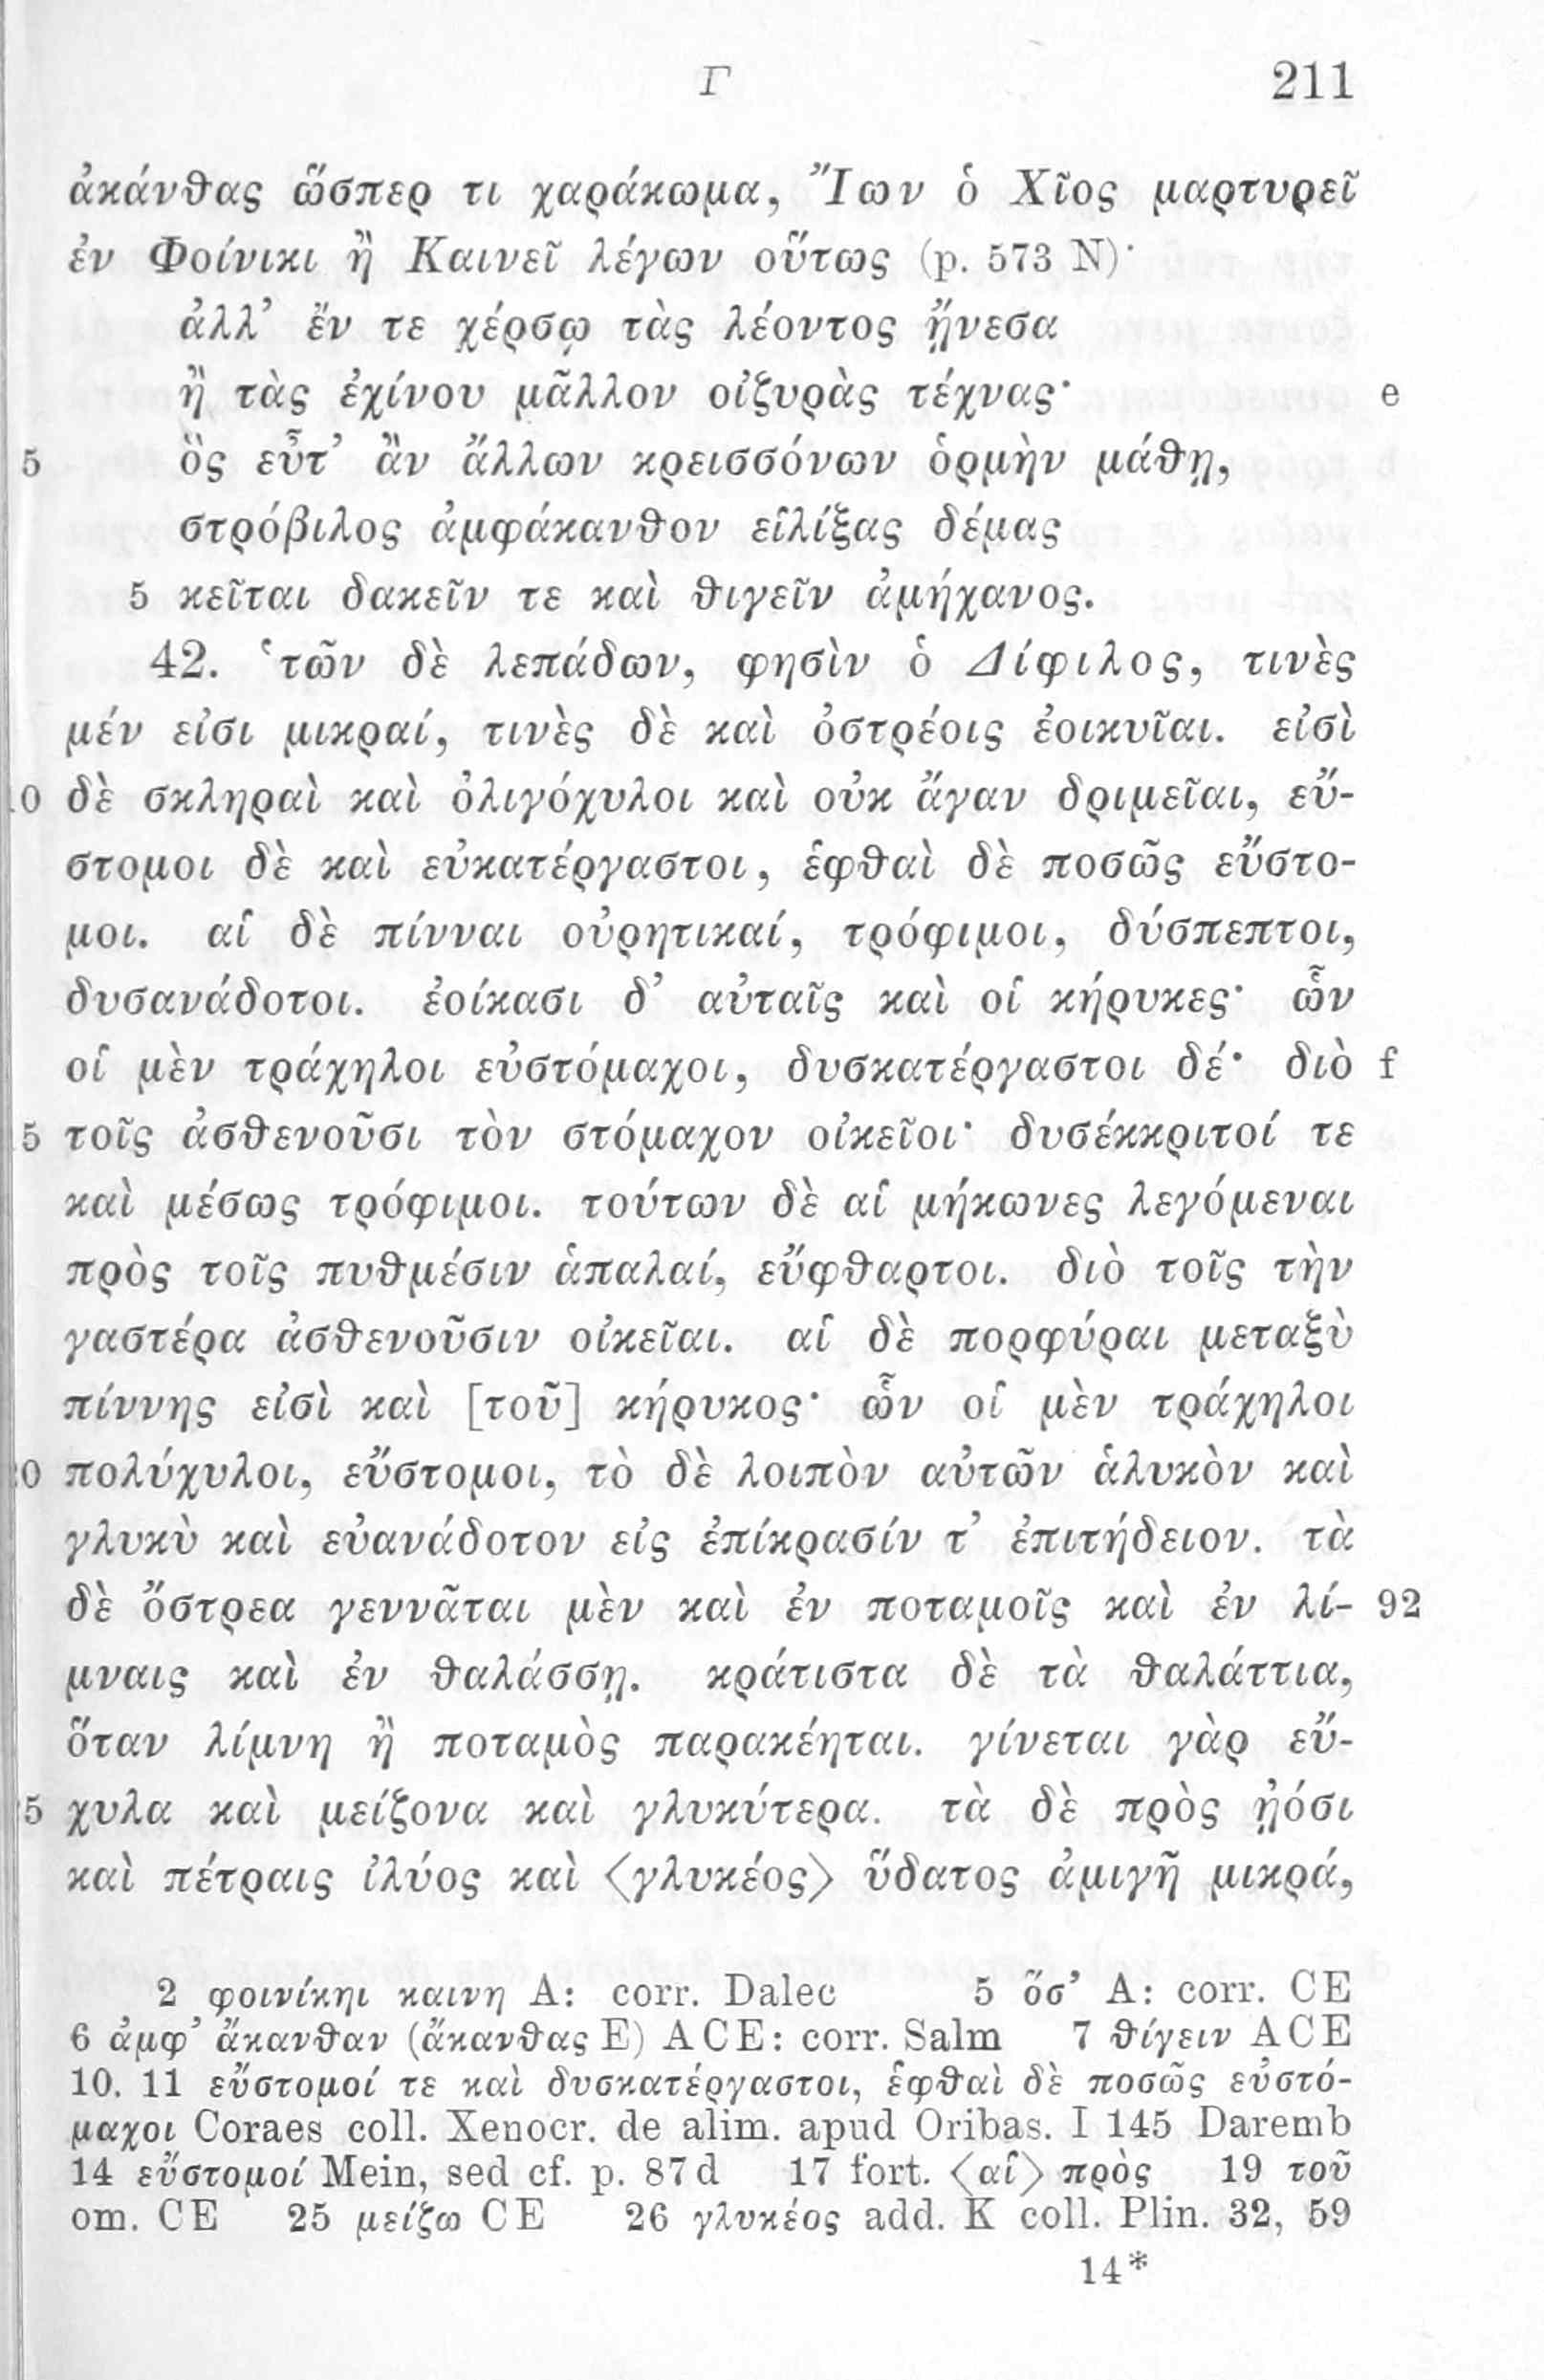 Γ 211
ἀκάνθας ὥσπερ τι χαράκωμα, Ἴων ὁ Χῖος μαρτυρεῖ
ἐν Φοίνικι ἢ Καινεῖ λέγων οὕτως (p. 573 N)·
ἀλλ’ ἔν τε χέρσῳ τὰς λέοντος ᾔνεσα
ἢ τὰς ἐχίνου μᾶλλον οἰζυρὰς τέχνας· e
5 ὃς εὖτ’ ἂν ἄλλων κρεισσόνων ὁρμὴν μάθῃ,
στρόβιλος ἀμφάκανθον εἱλίξας δέμας
5 κεῖται δακεῖν τε καὶ θιγεῖν ἀμήχανος.
42. ‘τῶν δὲ λεπάδων, φησὶν ὁ Δίφιλος, τινὲς
μέν εἰσι μικραί, τινὲς δὲ καὶ ὀστρέοις ἐοικυῖαι. εἰσὶ
0 δὲ σκληραὶ καὶ ὀλιγόχυλοι καὶ οὐκ ἄγαν δριμεῖαι, εὔ-
στομοι δὲ καὶ εὐκατέργαστοι, ἑφθαὶ δὲ ποσῶς εὔστο-
μοι. αἱ δὲ πίνναι οὐρητικαί, τρόφιμοι, δύσπεπτοι,
δυσανάδοτοι. ἐοίκασι δ’ αὐταῖς καὶ οἱ κήρυκες· ὧν
οἱ μὲν τράχηλοι εὐστόμαχοι, δυσκατέργαστοι δέ· διὸ f
5 τοῖς ἀσθενοῦσι τὸν στόμαχον οἰκεῖοι· δυσέκκριτοί τε
καὶ μέσως τρόφιμοι. τούτων δὲ αἱ μήκωνες λεγόμεναι
πρὸς τοῖς πυθμέσιν ἁπαλαί, εὔφθαρτοι. διὸ τοῖς τὴν
γαστέρα ἀσθενοῦσιν οἰκεῖαι. αἱ δὲ πορφύραι μεταξὺ
πίννης εἰσὶ καὶ [τοῦ] κήρυκος· ὧν οἱ μὲν τράχηλοι
0 πολύχυλοι, εὔστομοι, τὸ δὲ λοιπὸν αὐτῶν ἁλυκὸν καὶ
γλυκὺ καὶ εὐανάδοτον εἰς ἐπίκρασίν τ’ ἐπιτήδειον. τὰ
δὲ ὄστρεα γεννᾶται μὲν καὶ ἐν ποταμοῖς καὶ ἐν λί- 92
μναις καὶ ἐν θαλάσσῃ. κράτιστα δὲ τὰ θαλάττια,
ὅταν λίμνη ἢ ποταμὸς παρακέηται. γίνεται γὰρ εὔ-
5 χυλα καὶ μείζονα καὶ γλυκύτερα. τὰ δὲ πρὸς ᾐόσι
καὶ πέτραις ἰλύος καὶ ⟨γλυκέος⟩ ὕδατος ἀμιγῆ μικρά,
2 φοινίκηι καινη A: corr. Dalec 5 ὅσ’ A: corr. CE
6 ἀμφ’ ἄκανθαν (ἄκανθας E) ACE: corr. Salm 7 θίγειν ACE
10. 11 εὔστομοί τε καὶ δυσκατέργαστοι, ἑφθαὶ δὲ ποσῶς εὐστό-
μαχοι Coraes coll. Xenocr. de alim. apud Oribas. I 145 Daremb
14 εὔστομοί Mein, sed cf. p. 87d 17 fort. ⟨αἱ⟩ πρὸς 19 τοῦ
om. CE 25 μείζω CE 26 γλυκέος add. K coll. Plin. 32, 59
14*